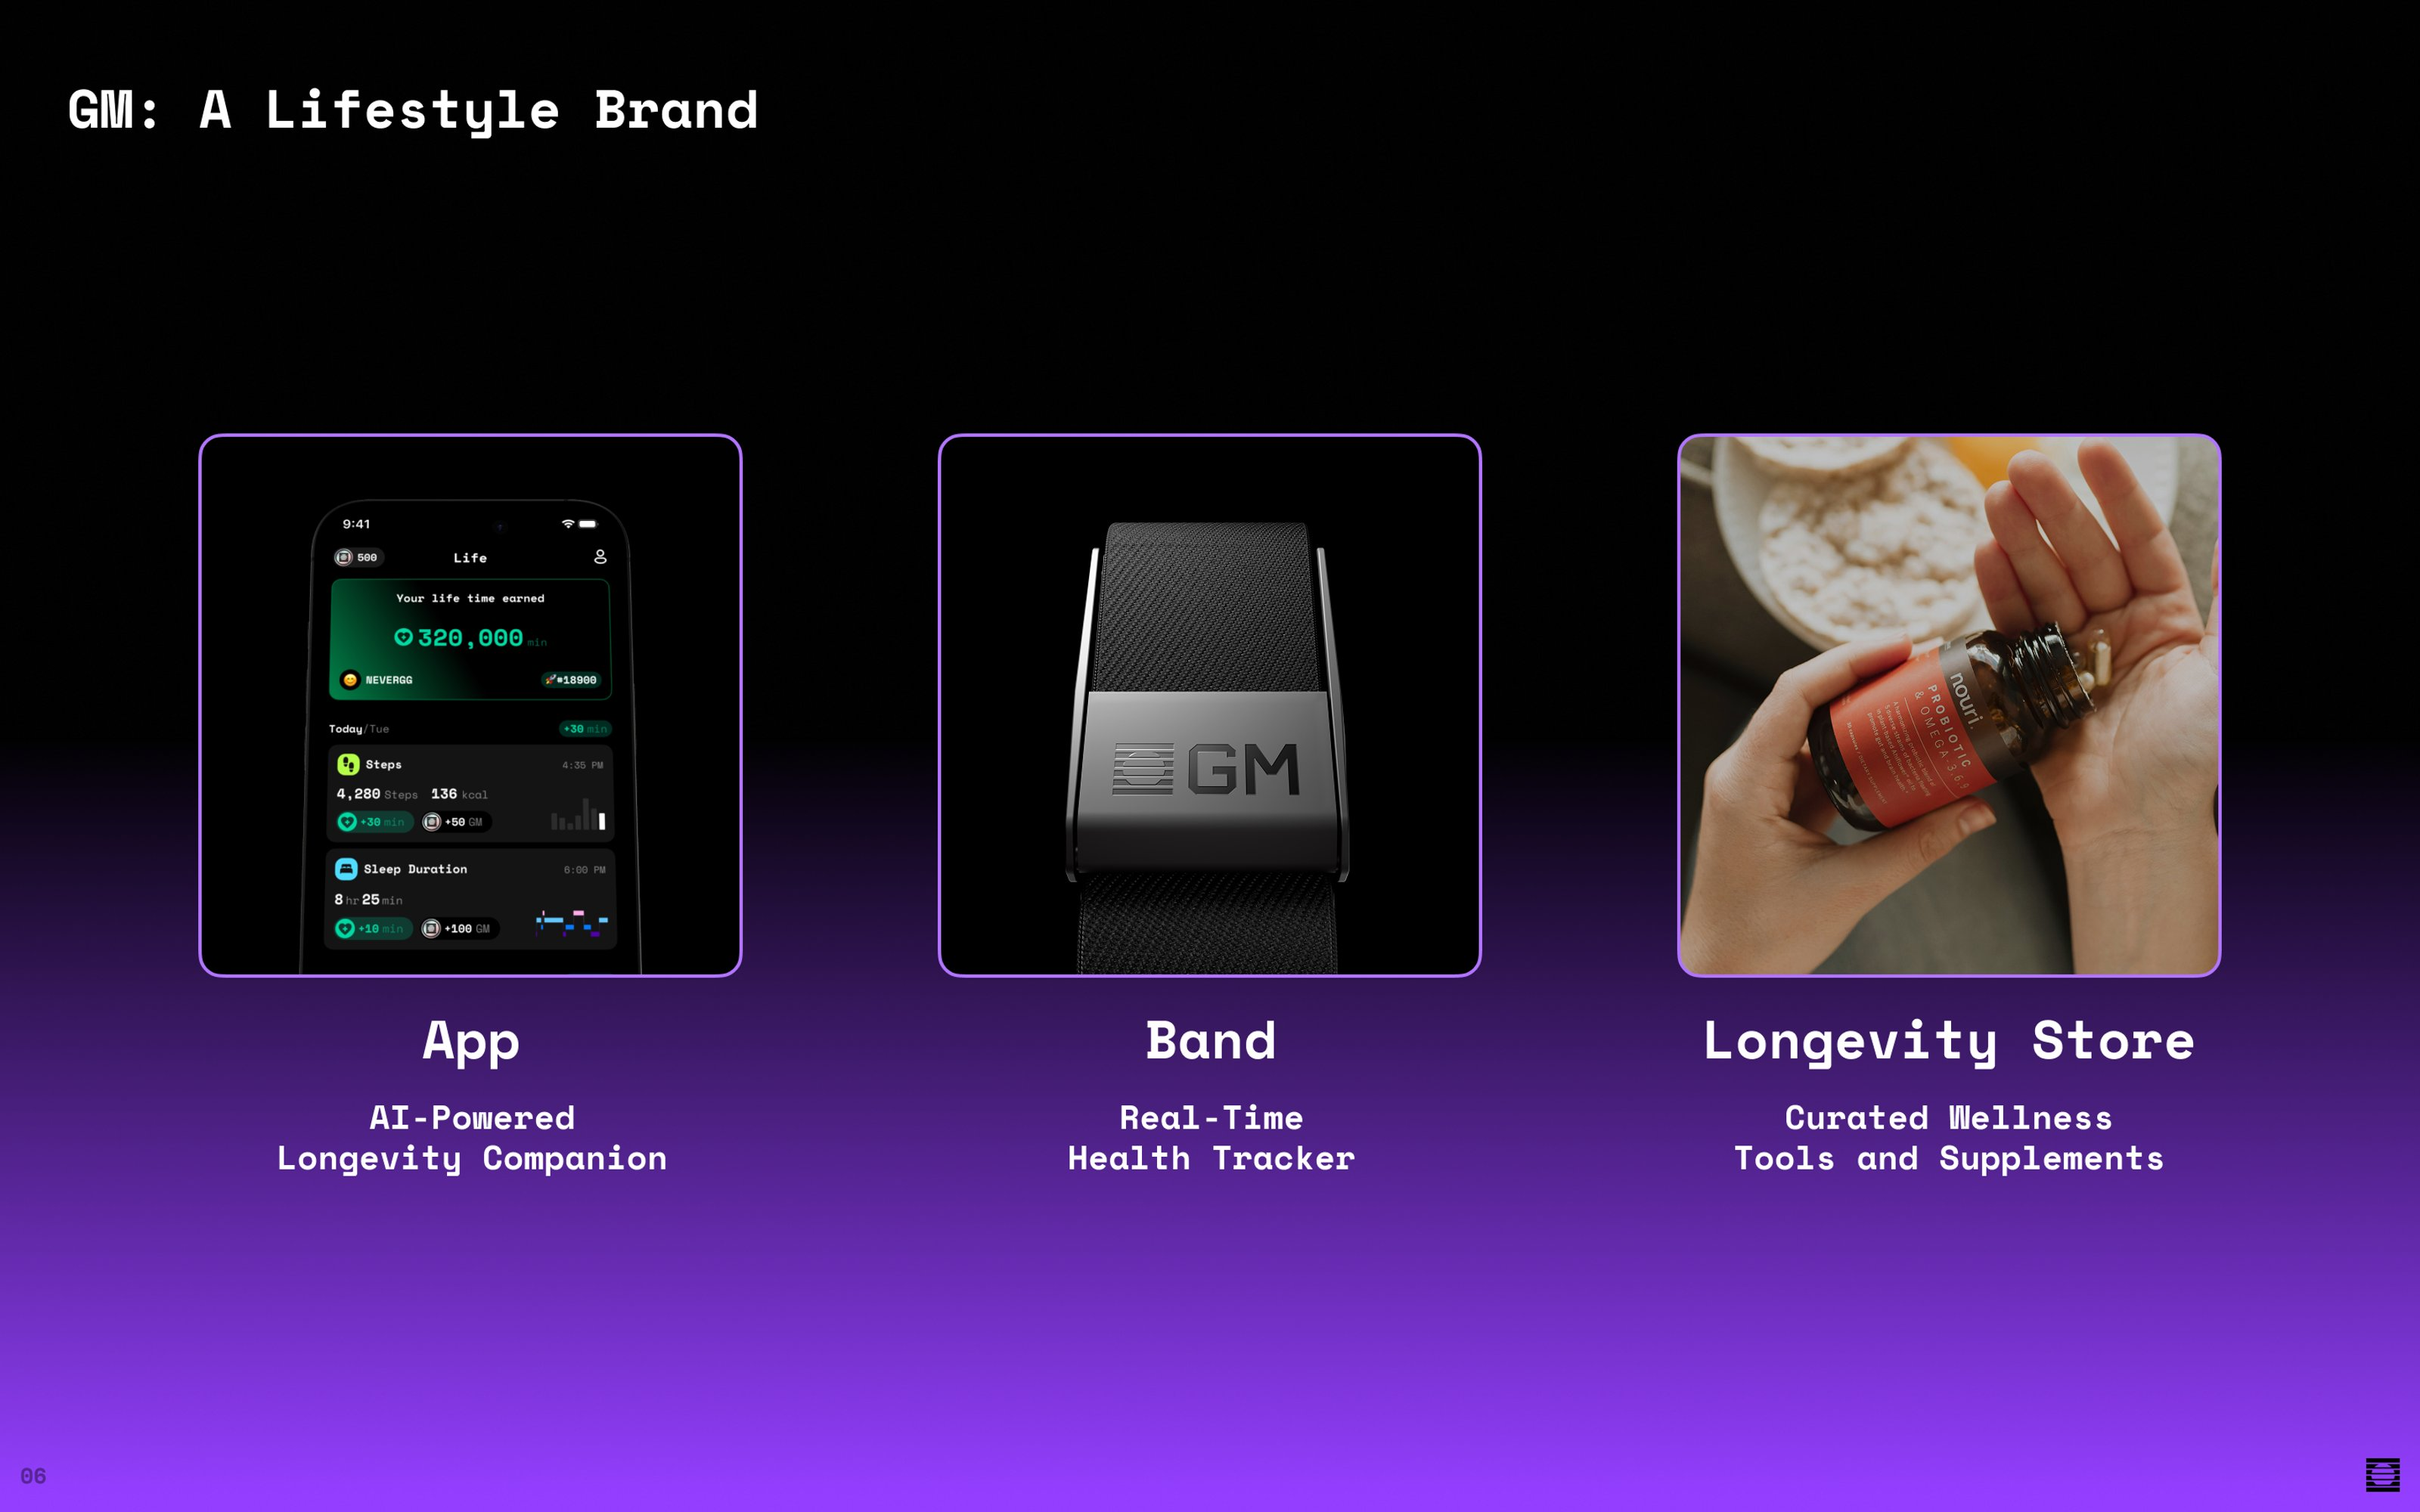 GM: A Lifestyle Brand
9:41
500
Life
Your life time earned
320,000 min
NEVERGG
#18900
Today/Tue
+30 min
Steps
4:35 PM
4,280 Steps 136 kcal
+30 min
+50 GM
Sleep Duration
6:00 PM
8 hr 25 min
+10 min
+100 GM
GM
nouri.
PROBIOTIC
& OMEGA 3.6.9
App
AI-Powered
Longevity Companion
Band
Real-Time
Health Tracker
Longevity Store
Curated Wellness
Tools and Supplements
06